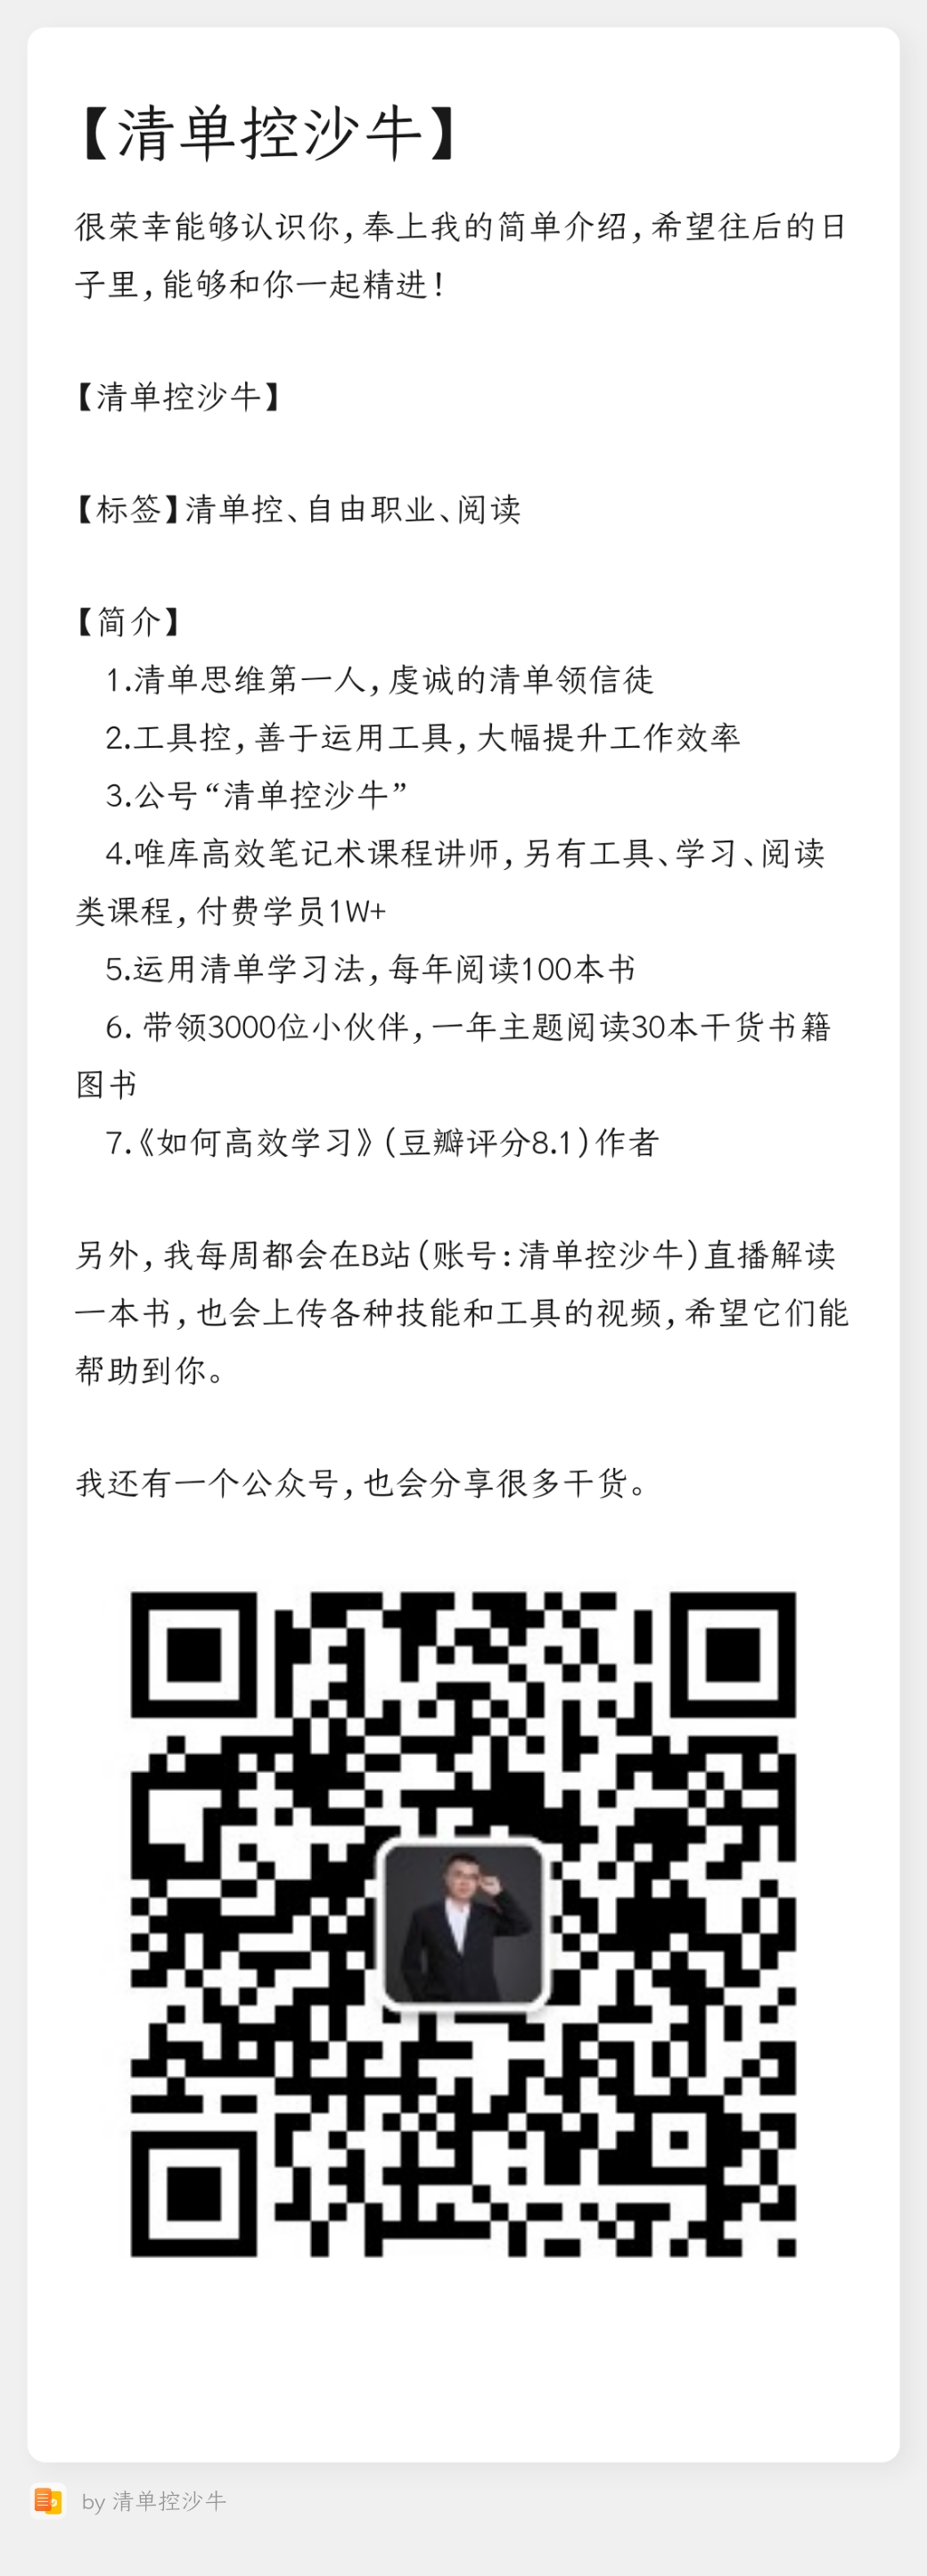 【清单控沙牛】
很荣幸能够认识你,奉上我的简单介绍,希望往后的日
子里,能够和你一起精进!
【清单控沙牛】
【标签】清单控、自由职业、阅读
【简介】
1.清单思维第一人,虔诚的清单领信徒
2.工具控,善于运用工具,大幅提升工作效率
3.公号“清单控沙牛”
4.唯库高效笔记术课程讲师,另有工具、学习、阅读
类课程,付费学员1W+
5.运用清单学习法,每年阅读100本书
6. 带领3000位小伙伴,一年主题阅读30本干货书籍
图书
7.《如何高效学习》(豆瓣评分8.1)作者
另外,我每周都会在B站(账号:清单控沙牛)直播解读
一本书,也会上传各种技能和工具的视频,希望它们能
帮助到你。
我还有一个公众号,也会分享很多干货。
by 清单控沙牛